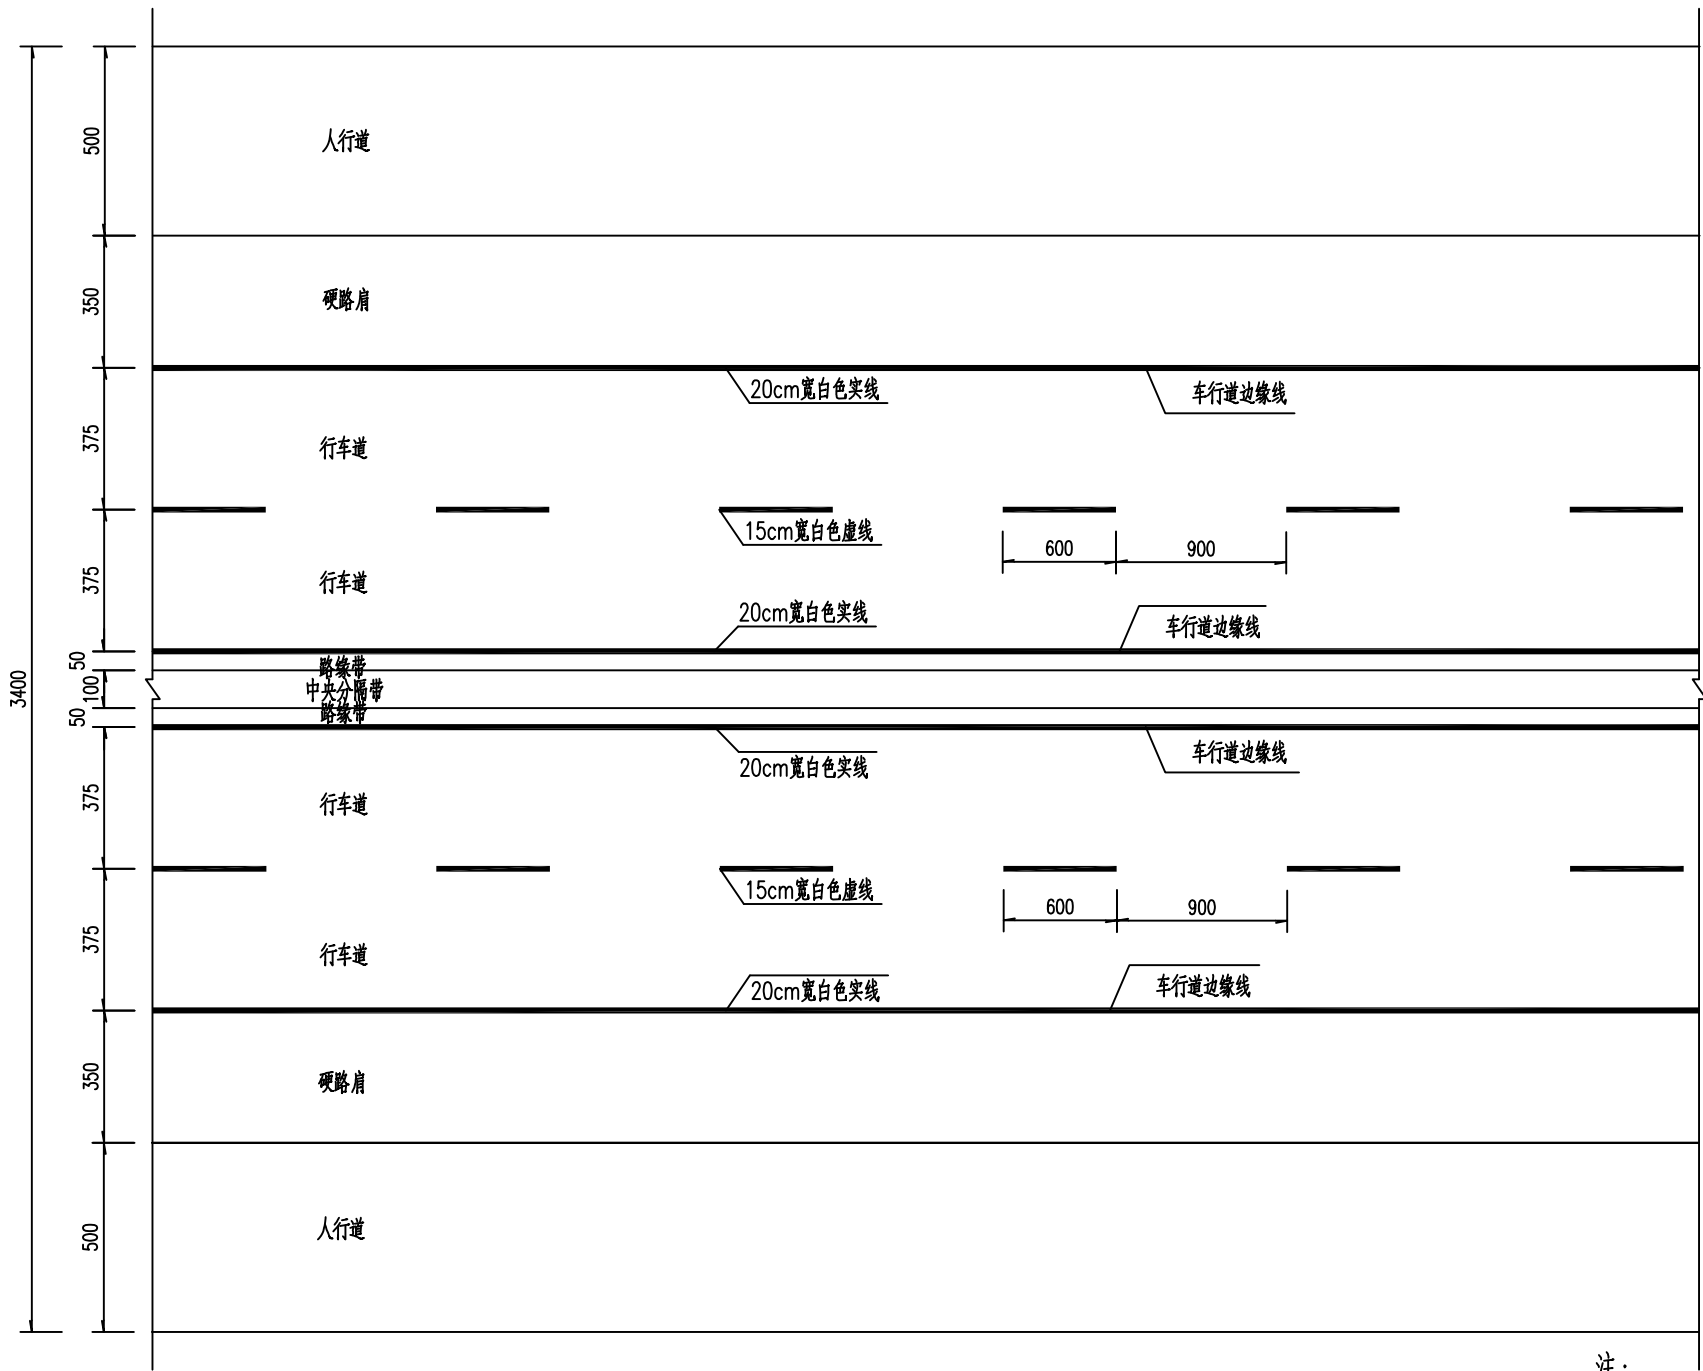 500
人行道
350
硬路肩
20cm宽白色实线
车行道边缘线
375
行车道
15cm宽白色虚线
600
900
375
行车道
20cm宽白色实线
车行道边缘线
50
路缘带
3400
100
中央分隔带
50
路缘带
20cm宽白色实线
车行道边缘线
375
行车道
15cm宽白色虚线
600
900
375
行车道
20cm宽白色实线
车行道边缘线
350
硬路肩
500
人行道
注: